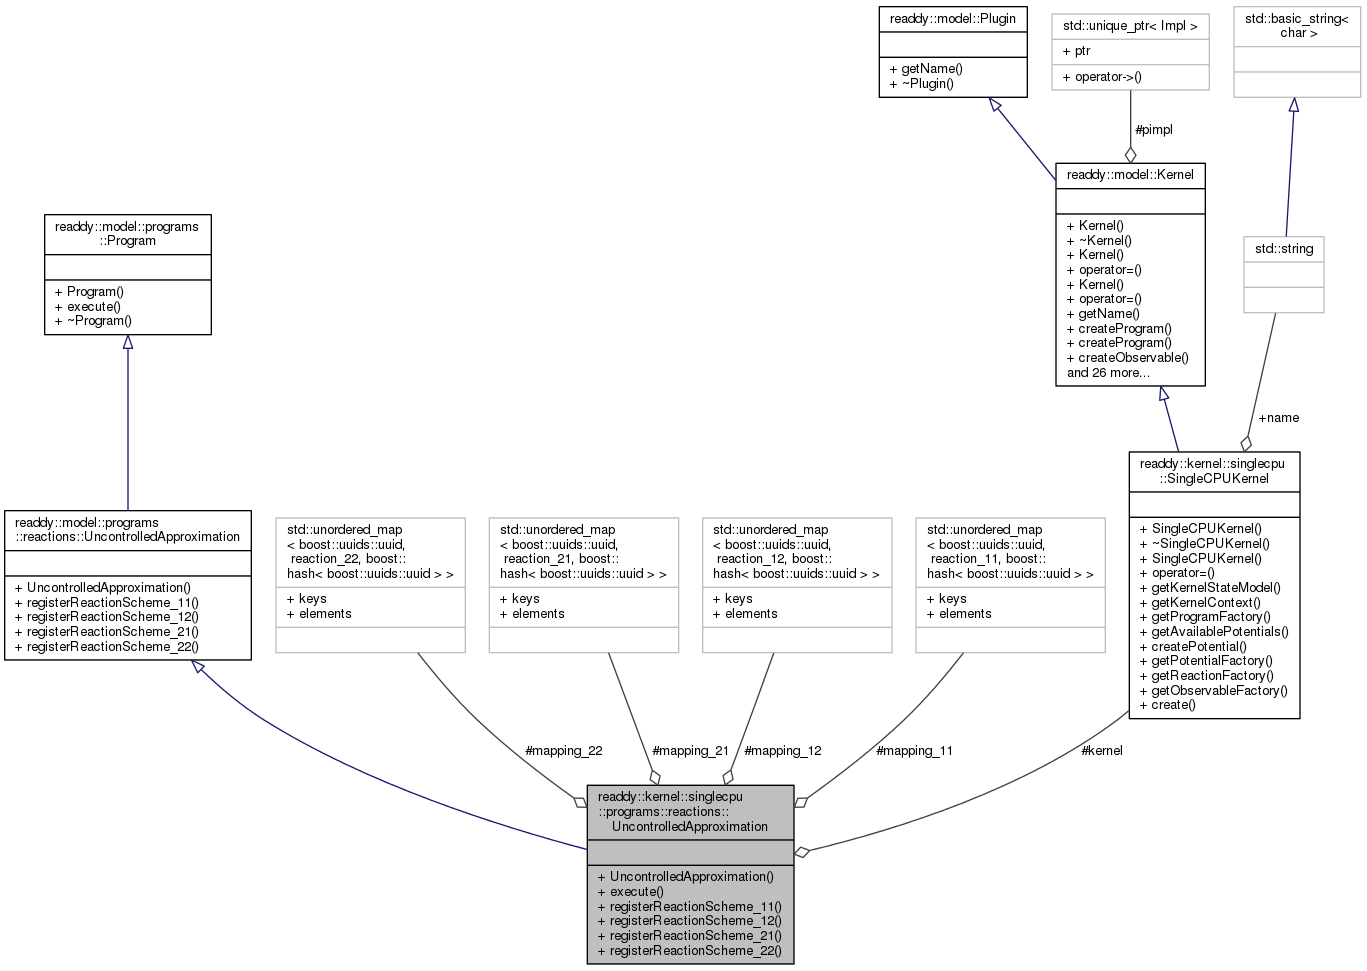 readdy::model::Plugin
+ getName()
+ ~Plugin()
std::unique_ptr< Impl >
+ ptr
+ operator->()
std::basic_string<
char >
#pimpl
readdy::model::Kernel
+ Kernel()
+ ~Kernel()
+ Kernel()
+ operator=()
+ Kernel()
+ operator=()
+ getName()
+ createProgram()
+ createProgram()
+ createObservable()
and 26 more...
std::string
readdy::model::programs
::Program
+ Program()
+ execute()
+ ~Program()
+name
readdy::kernel::singlecpu
::SingleCPUKernel
+ SingleCPUKernel()
+ ~SingleCPUKernel()
+ SingleCPUKernel()
+ operator=()
+ getKernelStateModel()
+ getKernelContext()
+ getProgramFactory()
+ getAvailablePotentials()
+ createPotential()
+ getPotentialFactory()
+ getReactionFactory()
+ getObservableFactory()
+ create()
readdy::model::programs
::reactions::UncontrolledApproximation
+ UncontrolledApproximation()
+ registerReactionScheme_11()
+ registerReactionScheme_12()
+ registerReactionScheme_21()
+ registerReactionScheme_22()
std::unordered_map
< boost::uuids::uuid,
reaction_22, boost::
hash< boost::uuids::uuid > >
+ keys
+ elements
std::unordered_map
< boost::uuids::uuid,
reaction_21, boost::
hash< boost::uuids::uuid > >
+ keys
+ elements
std::unordered_map
< boost::uuids::uuid,
reaction_12, boost::
hash< boost::uuids::uuid > >
+ keys
+ elements
std::unordered_map
< boost::uuids::uuid,
reaction_11, boost::
hash< boost::uuids::uuid > >
+ keys
+ elements
#mapping_22
#mapping_21
#mapping_12
#mapping_11
#kernel
readdy::kernel::singlecpu
::programs::reactions::
UncontrolledApproximation
+ UncontrolledApproximation()
+ execute()
+ registerReactionScheme_11()
+ registerReactionScheme_12()
+ registerReactionScheme_21()
+ registerReactionScheme_22()